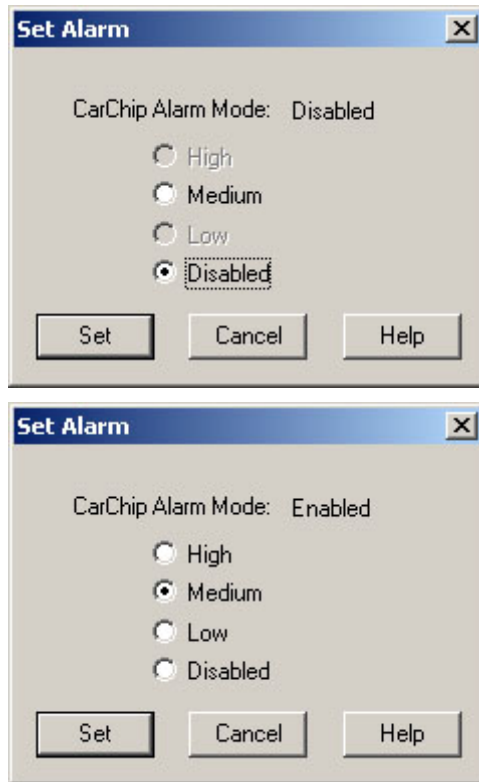 Set Alarm
CarChip Alarm Mode: Disabled
High
Medium
Low
Disabled
Set Cancel Help
Set Alarm
CarChip Alarm Mode: Enabled
High
Medium
Low
Disabled
Set Cancel Help